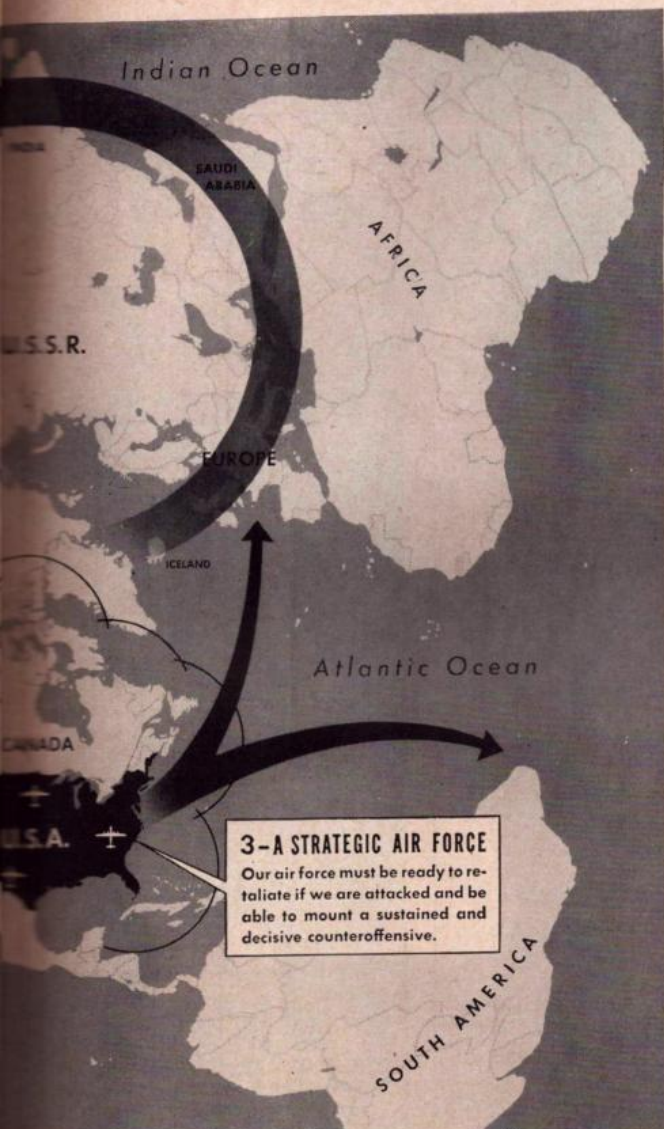 Indian Ocean
INDIA
SAUDI
ARABIA
AFRICA
U.S.S.R.
EUROPE
ICELAND
Atlantic Ocean
CANADA
U.S.A.
3-A STRATEGIC AIR FORCE
Our air force must be ready to re-
taliate if we are attacked and be
able to mount a sustained and
decisive counteroffensive.
SOUTH AMERICA